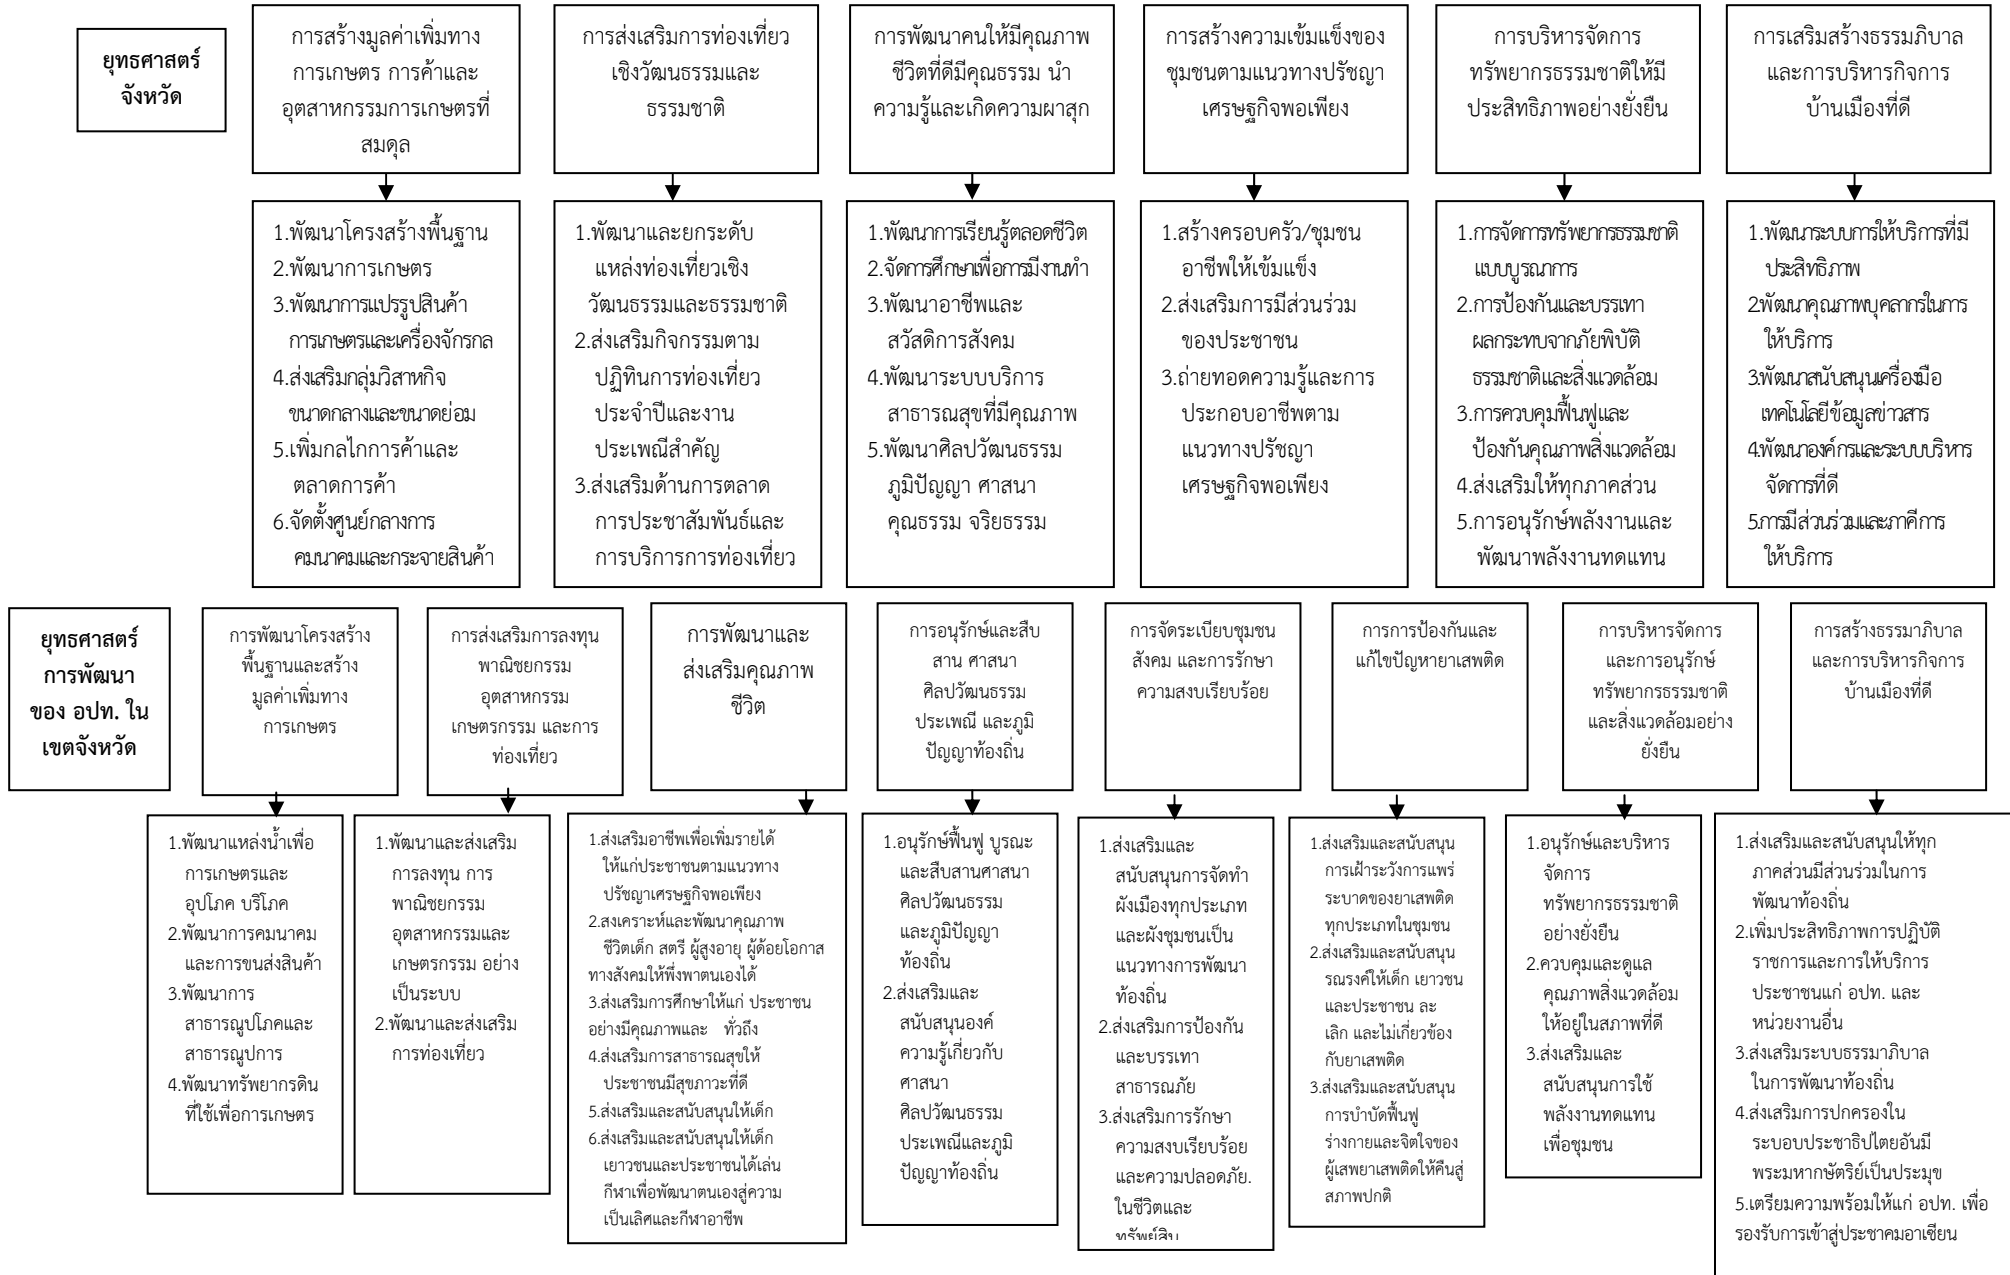 ยุทธศาสตร์
จังหวัด
การสร้างมูลค่าเพิ่มทาง
การเกษตร การค้าและ
อุตสาหกรรมการเกษตรที่
สมดุล
การส่งเสริมการท่องเที่ยว
เชิงวัฒนธรรมและ
ธรรมชาติ
การพัฒนาคนให้มีคุณภาพ
ชีวิตที่ดีมีคุณธรรม นำ
ความรู้และเกิดความผาสุก
การสร้างความเข้มแข็งของ
ชุมชนตามแนวทางปรัชญา
เศรษฐกิจพอเพียง
การบริหารจัดการ
ทรัพยากรธรรมชาติให้มี
ประสิทธิภาพอย่างยั่งยืน
การเสริมสร้างธรรมภิบาล
และการบริหารกิจการ
บ้านเมืองที่ดี
1.พัฒนาโครงสร้างพื้นฐาน
2.พัฒนาการเกษตร
3.พัฒนาการแปรรูปสินค้า
การเกษตรและเครื่องจักรกล
4.ส่งเสริมกลุ่มวิสาหกิจ
ขนาดกลางและขนาดย่อม
5.เพิ่มกลไกการค้าและ
ตลาดการค้า
6.จัดตั้งศูนย์กลางการ
คมนาคมและกระจายสินค้า
1.พัฒนาและยกระดับ
แหล่งท่องเที่ยวเชิง
วัฒนธรรมและธรรมชาติ
2.ส่งเสริมกิจกรรมตาม
ปฏิทินการท่องเที่ยว
ประจำปีและงาน
ประเพณีสำคัญ
3.ส่งเสริมด้านการตลาด
การประชาสัมพันธ์และ
การบริการการท่องเที่ยว
1.พัฒนาการเรียนรู้ตลอดชีวิต
2.จัดการศึกษาเพื่อการมีงานทำ
3.พัฒนาอาชีพและ
สวัสดิการสังคม
4.พัฒนาระบบบริการ
สาธารณสุขที่มีคุณภาพ
5.พัฒนาศิลปวัฒนธรรม
ภูมิปัญญา ศาสนา
คุณธรรม จริยธรรม
1.สร้างครอบครัว/ชุมชน
อาชีพให้เข้มแข็ง
2.ส่งเสริมการมีส่วนร่วม
ของประชาชน
3.ถ่ายทอดความรู้และการ
ประกอบอาชีพตาม
แนวทางปรัชญา
เศรษฐกิจพอเพียง
1.การจัดการทรัพยากรธรรมชาติ
แบบบูรณาการ
2.การป้องกันและบรรเทา
ผลกระทบจากภัยพิบัติ
ธรรมชาติและสิ่งแวดล้อม
3.การควบคุมฟื้นฟูและ
ป้องกันคุณภาพสิ่งแวดล้อม
4.ส่งเสริมให้ทุกภาคส่วน
5.การอนุรักษ์พลังงานและ
พัฒนาพลังงานทดแทน
1.พัฒนาระบบการให้บริการที่มี
ประสิทธิภาพ
2.พัฒนาคุณภาพบุคลากรในการ
ให้บริการ
3.พัฒนาสนับสนุนเครื่องมือ
เทคโนโลยีข้อมูลข่าวสาร
4.พัฒนาองค์กรและระบบบริหาร
จัดการที่ดี
5.การมีส่วนร่วมและภาคีการ
ให้บริการ
ยุทธศาสตร์
การพัฒนา
ของ อปท. ใน
เขตจังหวัด
การพัฒนาโครงสร้าง
พื้นฐานและสร้าง
มูลค่าเพิ่มทาง
การเกษตร
การส่งเสริมการลงทุน
พาณิชยกรรม
อุตสาหกรรม
เกษตรกรรม และการ
ท่องเที่ยว
การพัฒนาและ
ส่งเสริมคุณภาพ
ชีวิต
การอนุรักษ์และสืบ
สาน ศาสนา
ศิลปวัฒนธรรม
ประเพณี และภูมิ
ปัญญาท้องถิ่น
การจัดระเบียบชุมชน
สังคม และการรักษา
ความสงบเรียบร้อย
การการป้องกันและ
แก้ไขปัญหายาเสพติด
การบริหารจัดการ
และการอนุรักษ์
ทรัพยากรธรรมชาติ
และสิ่งแวดล้อมอย่าง
ยั่งยืน
การสร้างธรรมาภิบาล
และการบริหารกิจการ
บ้านเมืองที่ดี
1.พัฒนาแหล่งน้ำเพื่อ
การเกษตรและ
อุปโภค บริโภค
2.พัฒนาการคมนาคม
และการขนส่งสินค้า
3.พัฒนาการ
สาธารณูปโภคและ
สาธารณูปการ
4.พัฒนาทรัพยากรดิน
ที่ใช้เพื่อการเกษตร
1.พัฒนาและส่งเสริม
การลงทุน การ
พาณิชยกรรม
อุตสาหกรรมและ
เกษตรกรรม อย่าง
เป็นระบบ
2.พัฒนาและส่งเสริม
การท่องเที่ยว
1.ส่งเสริมอาชีพเพื่อเพิ่มรายได้
ให้แก่ประชาชนตามแนวทาง
ปรัชญาเศรษฐกิจพอเพียง
2.สงเคราะห์และพัฒนาคุณภาพ
ชีวิตเด็ก สตรี ผู้สูงอายุ ผู้ด้อยโอกาส
ทางสังคมให้พึ่งพาตนเองได้
3.ส่งเสริมการศึกษาให้แก่ ประชาชน
อย่างมีคุณภาพและ ทั่วถึง
4.ส่งเสริมการสาธารณสุขให้
ประชาชนมีสุขภาวะที่ดี
5.ส่งเสริมและสนับสนุนให้เด็ก
6.ส่งเสริมและสนับสนุนให้เด็ก
เยาวชนและประชาชนได้เล่น
กีฬาเพื่อพัฒนาตนเองสู่ความ
เป็นเลิศและกีฬาอาชีพ
1.อนุรักษ์ฟื้นฟู บูรณะ
และสืบสานศาสนา
ศิลปวัฒนธรรม
และภูมิปัญญา
ท้องถิ่น
2.ส่งเสริมและ
สนับสนุนองค์
ความรู้เกี่ยวกับ
ศาสนา
ศิลปวัฒนธรรม
ประเพณีและภูมิ
ปัญญาท้องถิ่น
1.ส่งเสริมและ
สนับสนุนการจัดทำ
ผังเมืองทุกประเภท
และผังชุมชนเป็น
แนวทางการพัฒนา
ท้องถิ่น
2.ส่งเสริมการป้องกัน
และบรรเทา
สาธารณภัย
3.ส่งเสริมการรักษา
ความสงบเรียบร้อย
และความปลอดภัย.
ในชีวิตและ
ทรัพย์สิน
1.ส่งเสริมและสนับสนุน
การเฝ้าระวังการแพร่
ระบาดของยาเสพติด
ทุกประเภทในชุมชน
2.ส่งเสริมและสนับสนุน
รณรงค์ให้เด็ก เยาวชน
และประชาชน ละ
เลิก และไม่เกี่ยวข้อง
กับยาเสพติด
3.ส่งเสริมและสนับสนุน
การบำบัดฟื้นฟู
ร่างกายและจิตใจของ
ผู้เสพยาเสพติดให้คืนสู่
สภาพปกติ
1.อนุรักษ์และบริหาร
จัดการ
ทรัพยากรธรรมชาติ
อย่างยั่งยืน
2.ควบคุมและดูแล
คุณภาพสิ่งแวดล้อม
ให้อยู่ในสภาพที่ดี
3.ส่งเสริมและ
สนับสนุนการใช้
พลังงานทดแทน
เพื่อชุมชน
1.ส่งเสริมและสนับสนุนให้ทุก
ภาคส่วนมีส่วนร่วมในการ
พัฒนาท้องถิ่น
2.เพิ่มประสิทธิภาพการปฏิบัติ
ราชการและการให้บริการ
ประชาชนแก่ อปท. และ
หน่วยงานอื่น
3.ส่งเสริมระบบธรรมาภิบาล
ในการพัฒนาท้องถิ่น
4.ส่งเสริมการปกครองใน
ระบอบประชาธิปไตยอันมี
พระมหากษัตริย์เป็นประมุข
5.เตรียมความพร้อมให้แก่ อปท. เพื่อ
รองรับการเข้าสู่ประชาคมอาเซียน